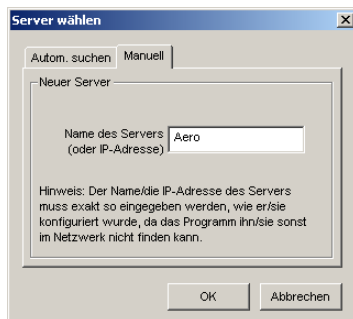 Server wählen
Autom. suchen
Manuell
Neuer Server
Name des Servers
(oder IP-Adresse)
Aero
Hinweis: Der Name/die IP-Adresse des Servers
muss exakt so eingegeben werden, wie er/sie
konfiguriert wurde, da das Programm ihn/sie sonst
im Netzwerk nicht finden kann.
OK
Abbrechen